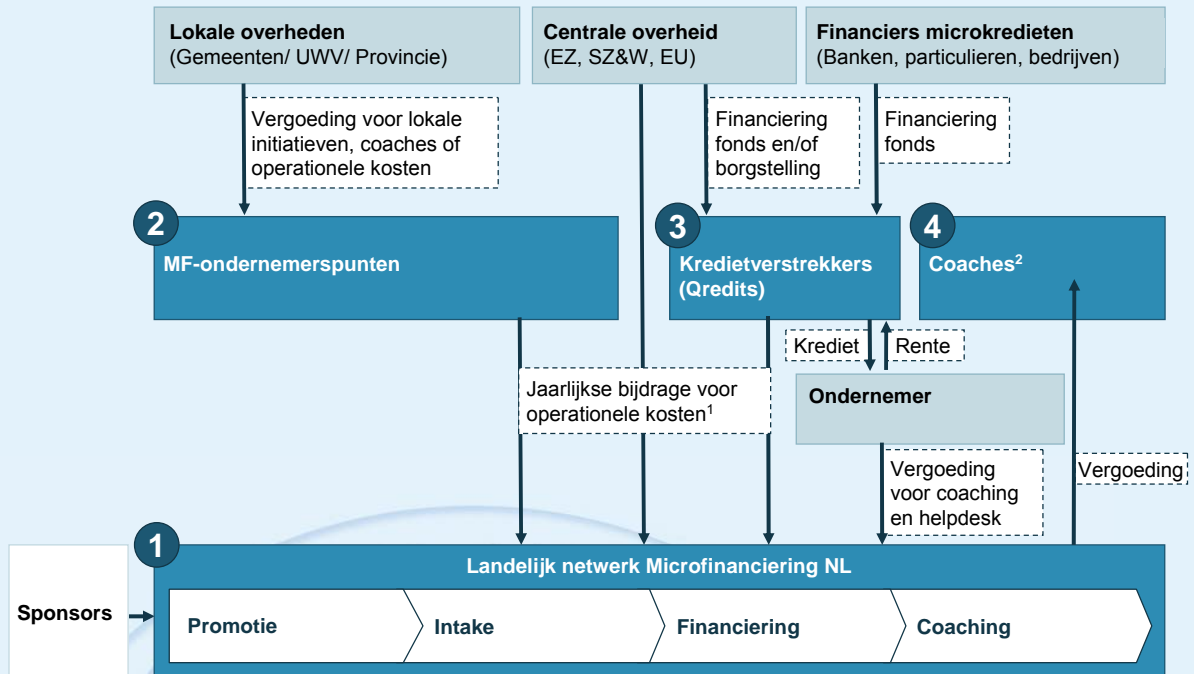 Lokale overheden
(Gemeenten/ UWV/ Provincie)
Centrale overheid
(EZ, SZ&W, EU)
Financiers microkredieten
(Banken, particulieren, bedrijven)
Vergoeding voor lokale
initiatieven, coaches of
operationele kosten
Financiering
fonds en/of
borgstelling
Financiering
fonds
2
MF-ondernemerspunten
3
Kredietverstrekkers
(Qredits)
4
Coaches²
Krediet
Rente
Jaarlijkse bijdrage voor
operationele kosten¹
Ondernemer
Vergoeding
voor coaching
en helpdesk
Vergoeding
1
Landelijk netwerk Microfinanciering NL
Sponsors
Promotie
Intake
Financiering
Coaching